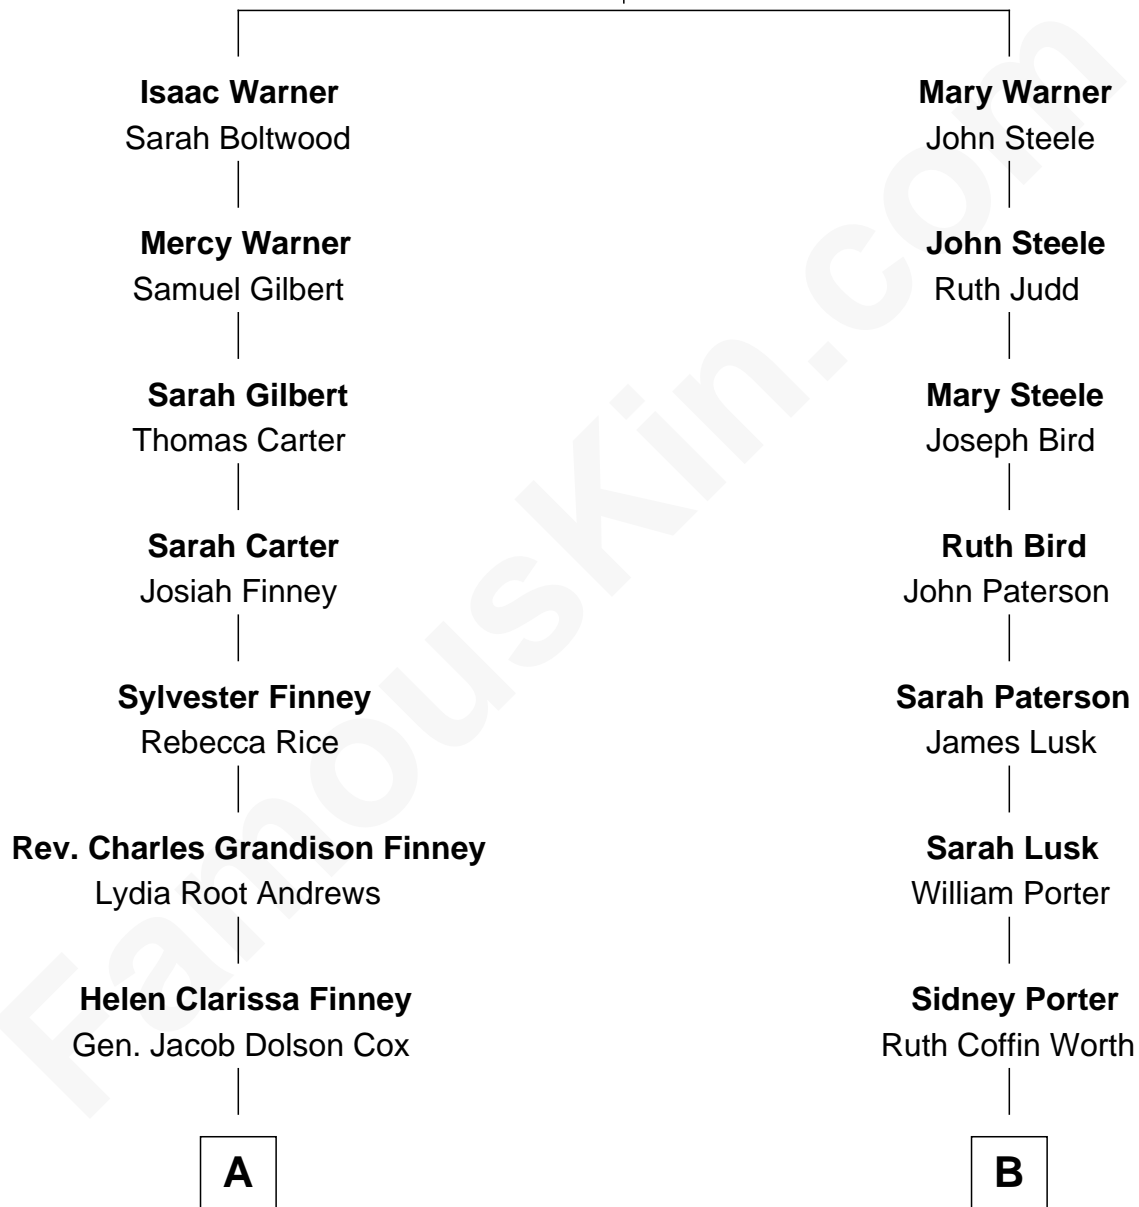 Isaac Warner
Sarah Boltwood
Mercy Warner
Samuel Gilbert
Sarah Gilbert
Thomas Carter
Sarah Carter
Josiah Finney
Sylvester Finney
Rebecca Rice
Rev. Charles Grandison Finney
Lydia Root Andrews
Helen Clarissa Finney
Gen. Jacob Dolson Cox
A
Mary Warner
John Steele
John Steele
Ruth Judd
Mary Steele
Joseph Bird
Ruth Bird
John Paterson
Sarah Paterson
James Lusk
Sarah Lusk
William Porter
Sidney Porter
Ruth Coffin Worth
B
FamousKin.com